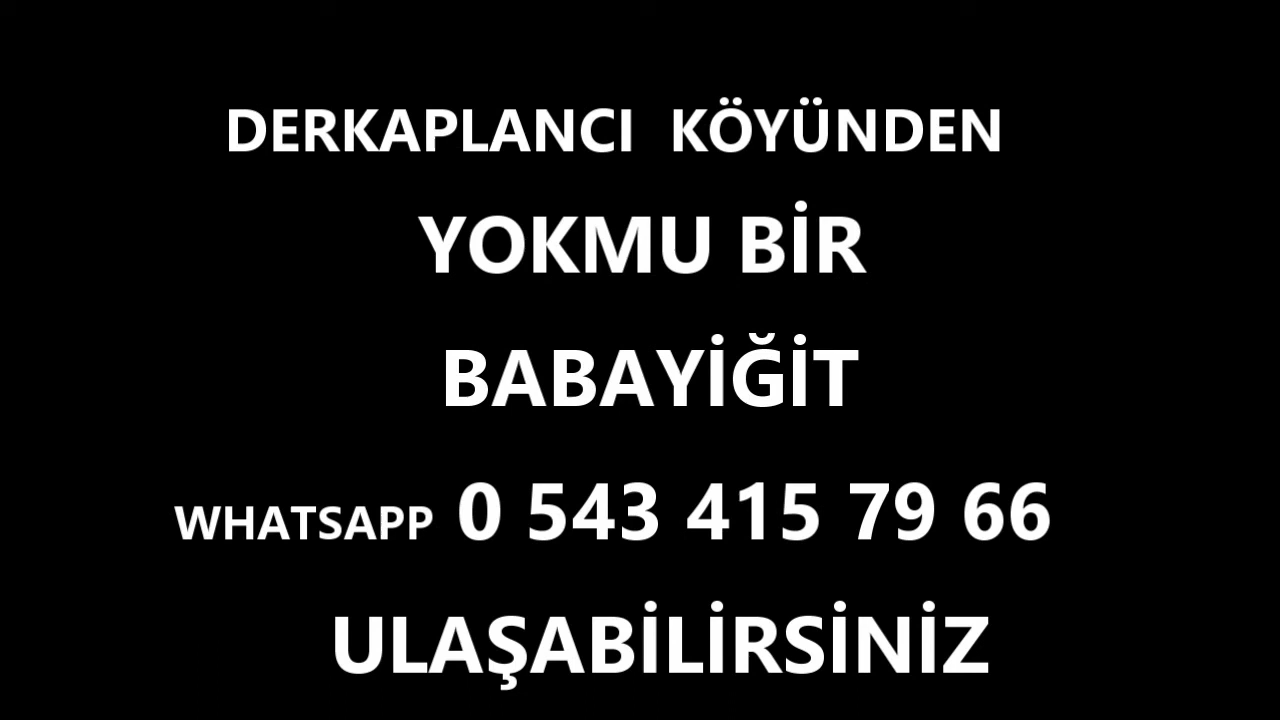 DERKAPLANCI KÖYÜNDEN
YOKMU BİR
BABAYİĞİT
WHATSAPP 0 543 415 79 66
ULAŞABİLİRSİNİZ